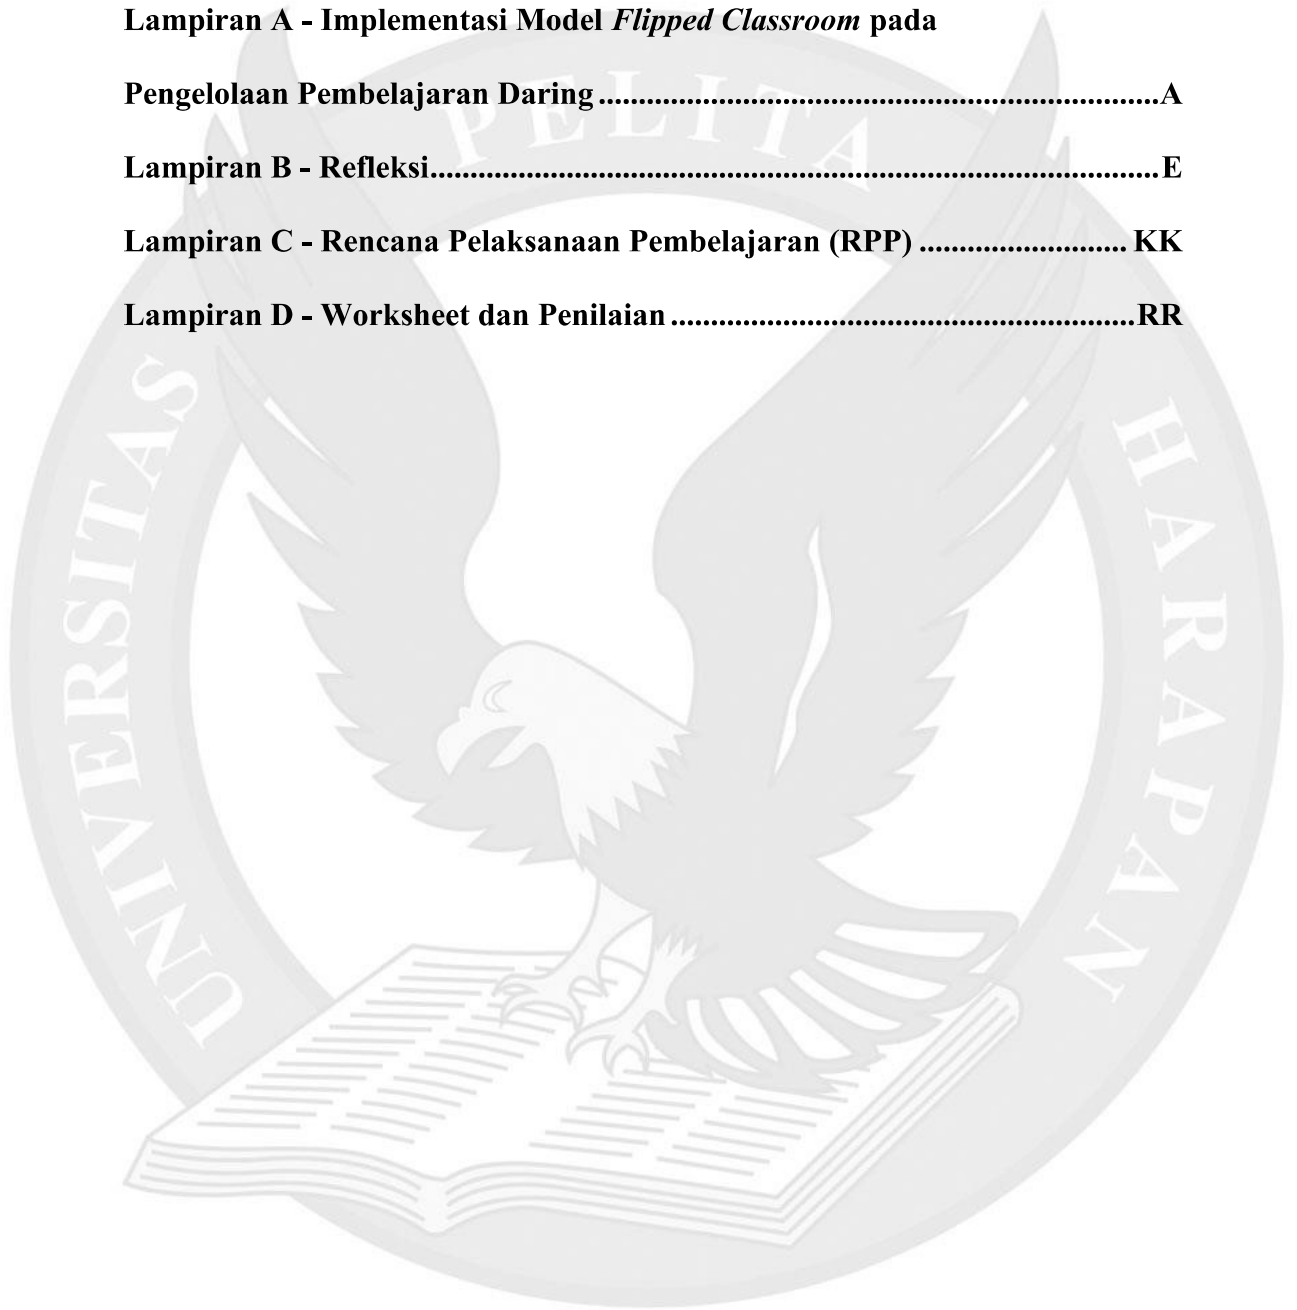 Lampiran A - Implementasi Model Flipped Classroom pada
Pengelolaan Pembelajaran Daring ....................................................................... A
Lampiran B - Refleksi............................................................................................ E
Lampiran C - Rencana Pelaksanaan Pembelajaran (RPP) .......................... KK
Lampiran D - Worksheet dan Penilaian ...........................................................RR
UNIVERSITAS PELITA HARAPAN